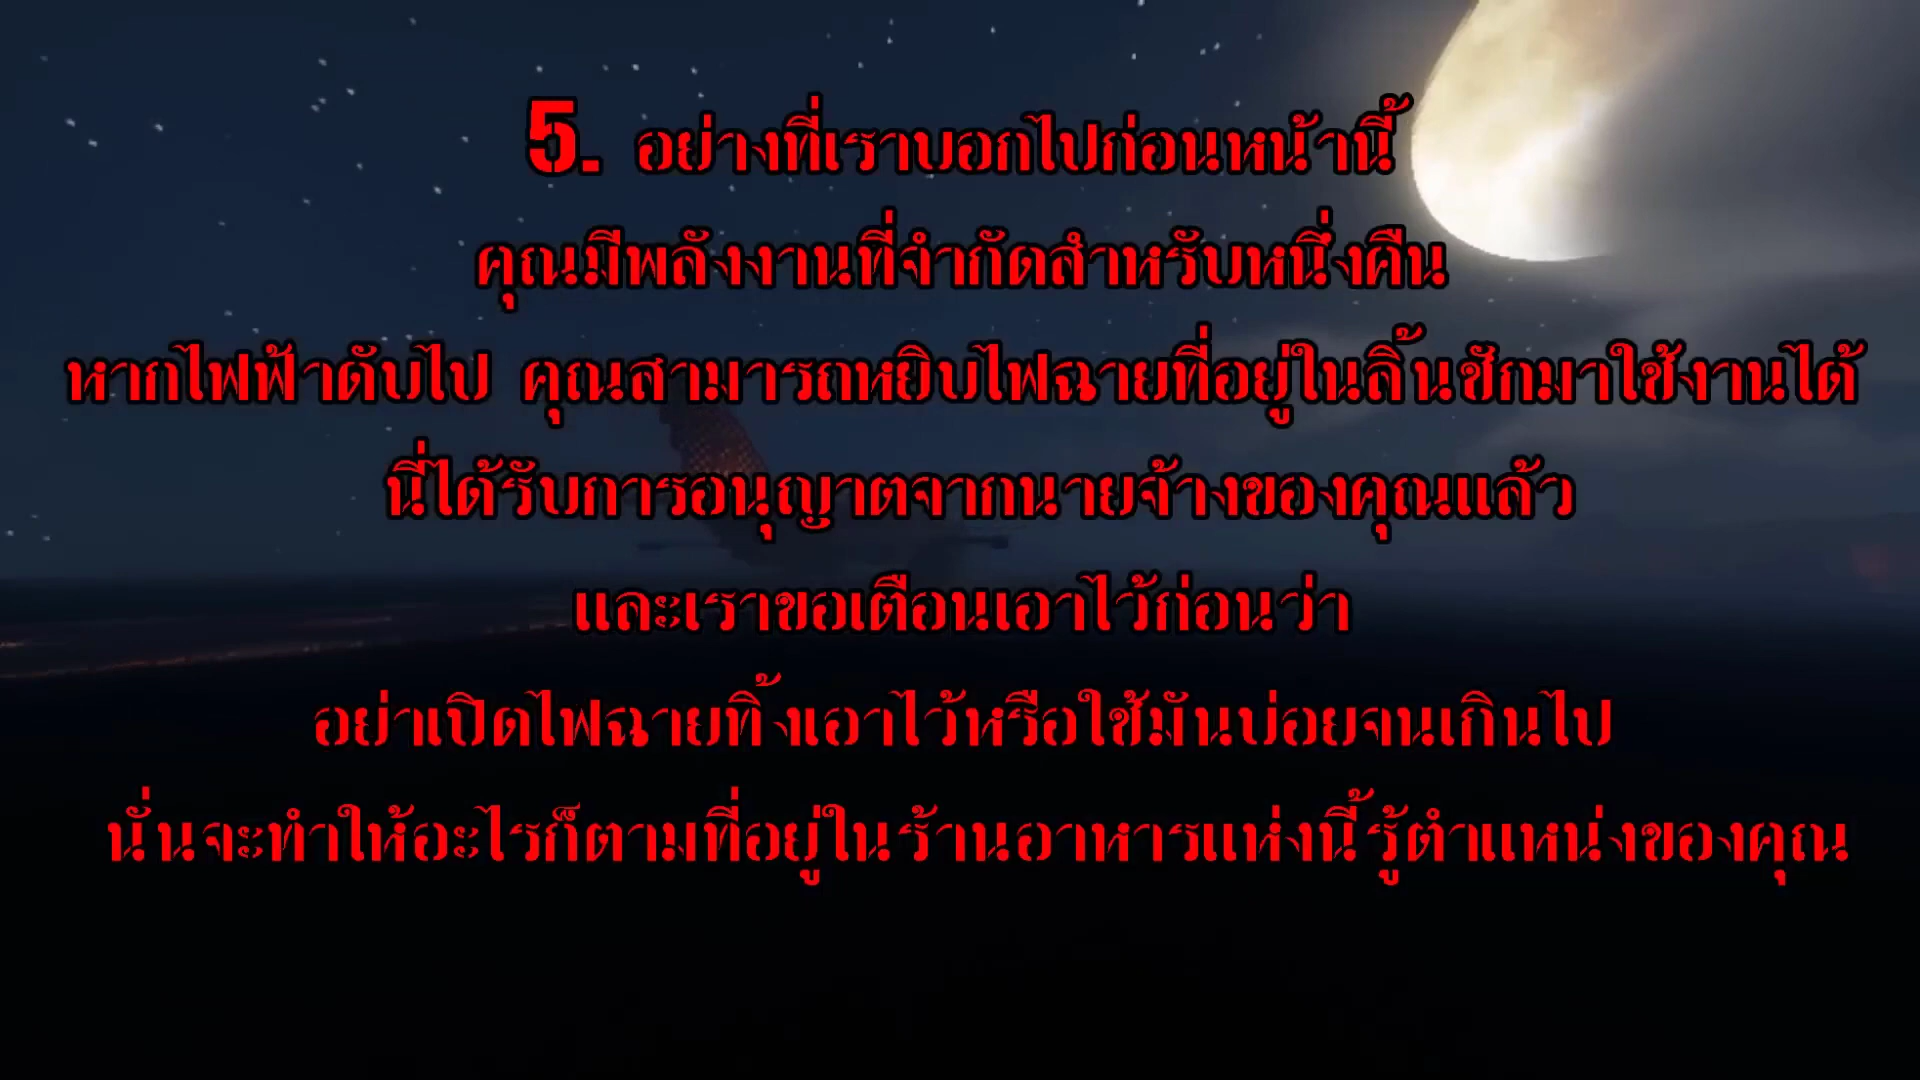 5. อย่างที่เราบอกไปก่อนหน้านี้
คุณมีพลังงานที่จำกัดสำหรับหนึ่งคืน
หากไฟฟ้าดับไป คุณสามารถหยิบไฟฉายที่อยู่ในลิ้นชักมาใช้งานได้
นี่ได้รับการอนุญาตจากนายจ้างของคุณแล้ว
และเราขอเตือนเอาไว้ก่อนว่า
อย่าเปิดไฟฉายทิ้งเอาไว้หรือใช้มันบ่อยจนเกินไป
นั่นจะทำให้อะไรก็ตามที่อยู่ในร้านอาหารแห่งนี้รู้ตำแหน่งของคุณ